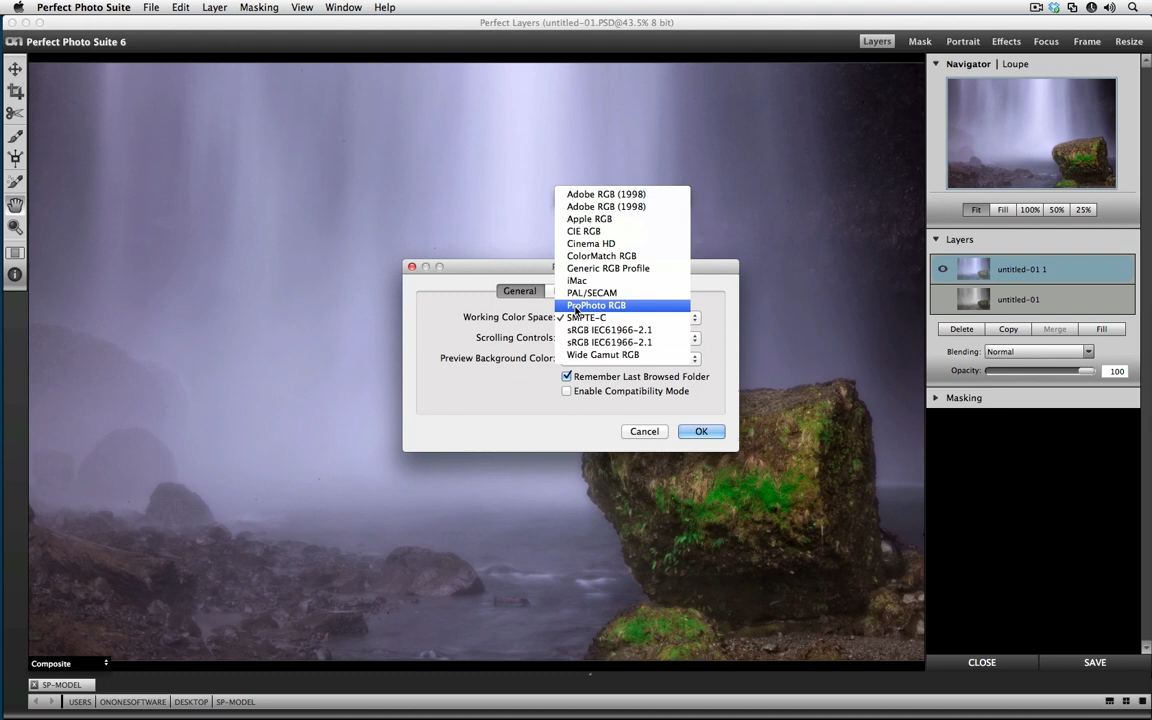 Perfect Photo Suite File Edit Layer Masking View Window Help
Perfect Layers (untitled-01.PSD@43.5% 8 bit)
Perfect Photo Suite 6
Layers Mask Portrait Effects Focus Frame Resize
Navigator | Loupe
Fit Fill 100% 50% 25%
Layers
untitled-01 1
untitled-01
Delete Copy Merge Fill
Blending: Normal
Opacity: 100
Masking
Adobe RGB (1998)
Adobe RGB (1998)
Apple RGB
CIE RGB
Cinema HD
ColorMatch RGB
Generic RGB Profile
iMac
PAL/SECAM
ProPhoto RGB
SMPTE-C
sRGB IEC61966-2.1
sRGB IEC61966-2.1
Wide Gamut RGB
General
Working Color Space:
Scrolling Controls:
Preview Background Color:
Remember Last Browsed Folder
Enable Compatibility Mode
Cancel OK
Composite
CLOSE SAVE
SP-MODEL
USERS ONONESOFTWARE DESKTOP SP-MODEL